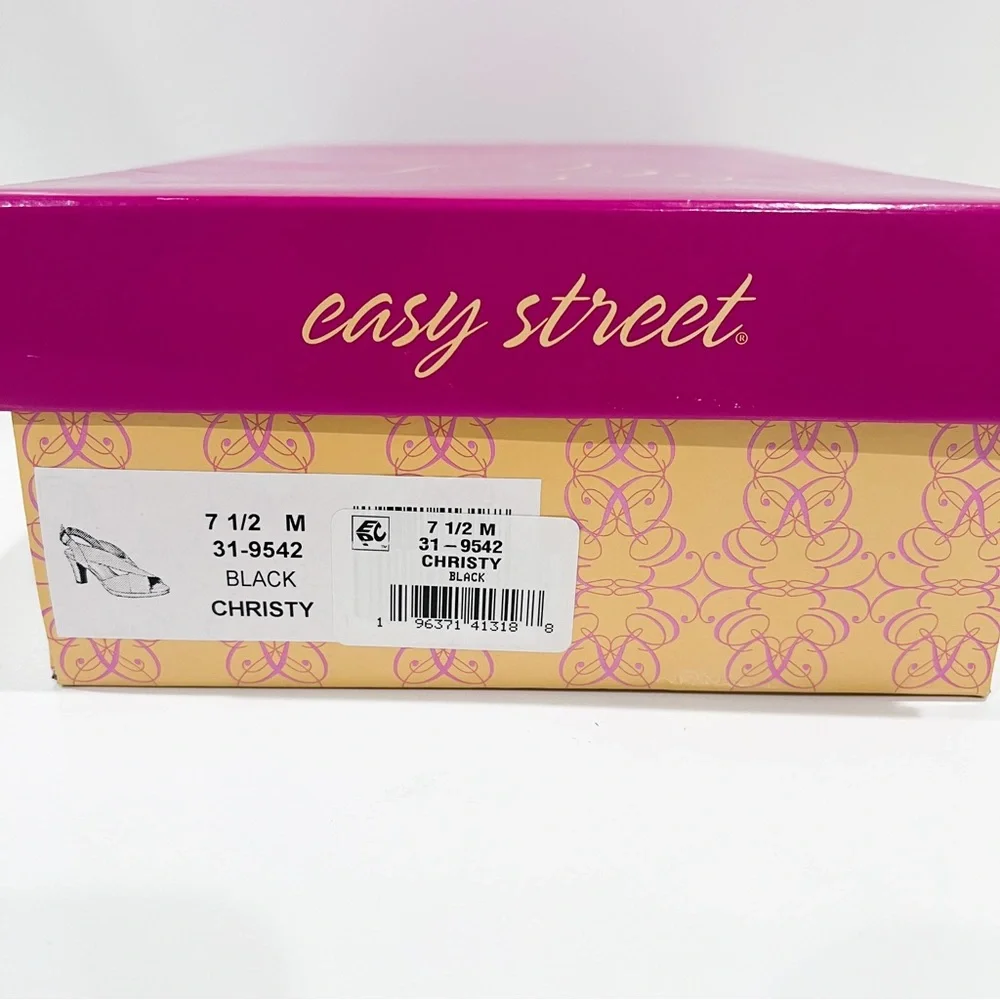 easy street®
7 1/2 M
31-9542
BLACK
CHRISTY
EC™
7 1/2 M
31-9542
CHRISTY
BLACK
1 96371 41318 8